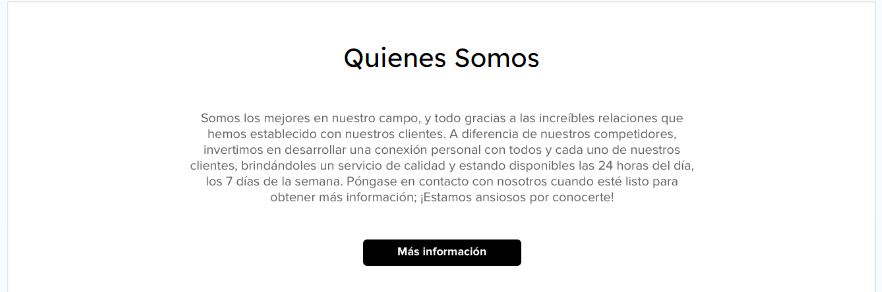 Quienes Somos
Somos los mejores en nuestro campo, y todo gracias a las increíbles relaciones que
hemos establecido con nuestros clientes. A diferencia de nuestros competidores,
invertimos en desarrollar una conexión personal con todos y cada uno de nuestros
clientes, brindándoles un servicio de calidad y estando disponibles las 24 horas del día,
los 7 días de la semana. Póngase en contacto con nosotros cuando esté listo para
obtener más información; ¡Estamos ansiosos por conocerte!
Más información